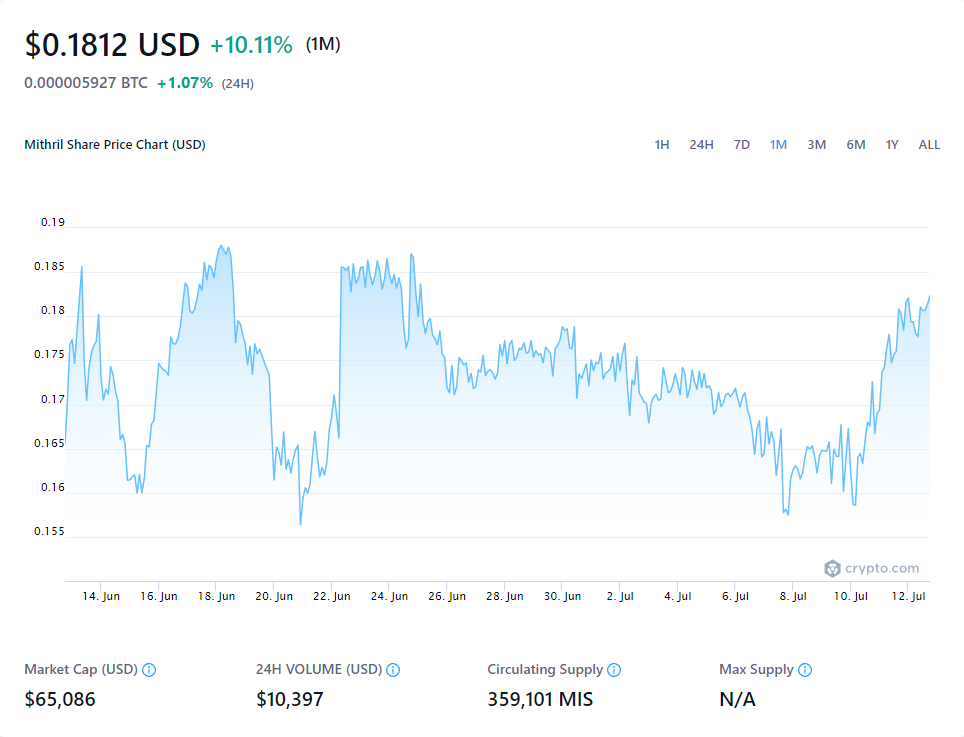 $0.1812 USD +10.11% (1M)
0.000005927 BTC +1.07% (24H)
Mithril Share Price Chart (USD) 1H 24H 7D 1M 3M 6M 1Y ALL
0.19
0.185
0.18
0.175
0.17
0.165
0.16
0.155
crypto.com
14. Jun 16. Jun 18. Jun 20. Jun 22. Jun 24. Jun 26. Jun 28. Jun 30. Jun 2. Jul 4. Jul 6. Jul 8. Jul 10. Jul 12. Jul
Market Cap (USD) 24H VOLUME (USD) Circulating Supply Max Supply
$65,086 $10,397 359,101 MIS N/A